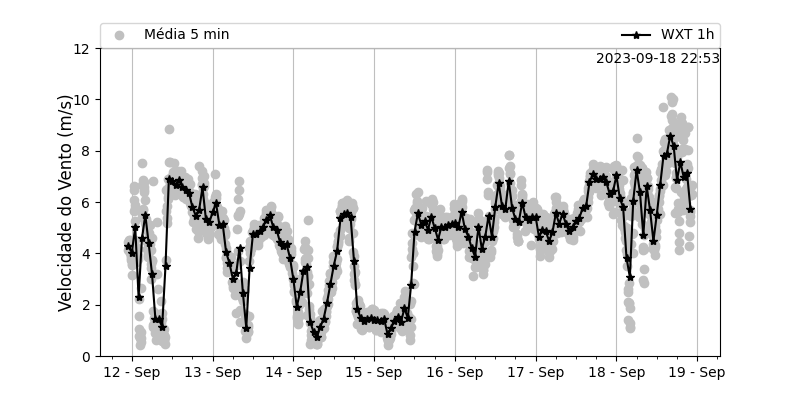 Média 5 min
WXT 1h
2023-09-18 22:53
Velocidade do Vento (m/s)
12
10
8
6
4
2
0
12 - Sep
13 - Sep
14 - Sep
15 - Sep
16 - Sep
17 - Sep
18 - Sep
19 - Sep